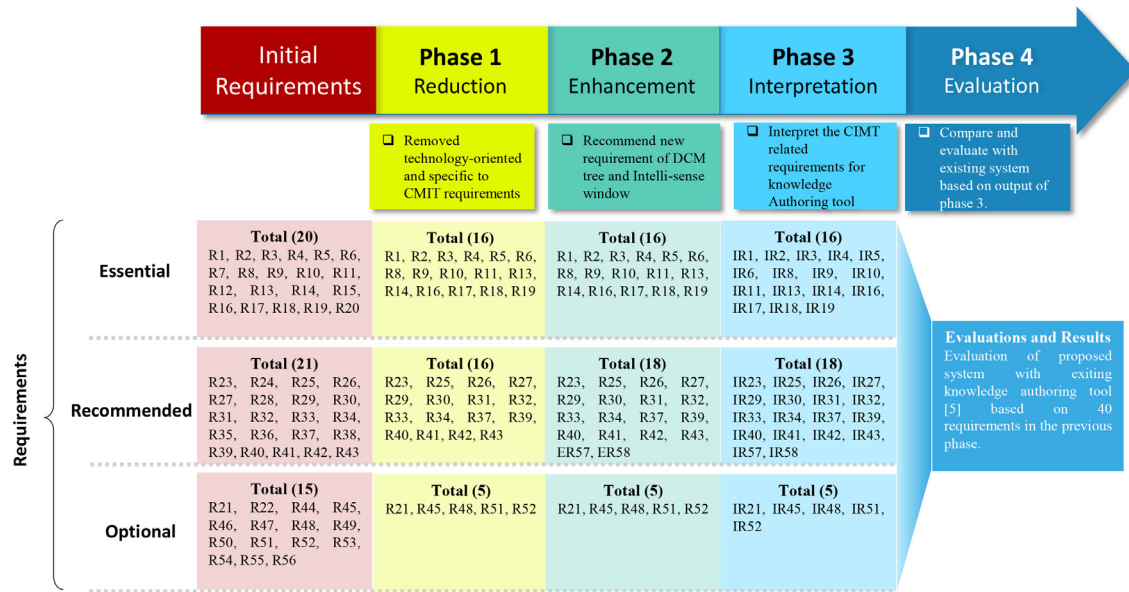 Initial
Requirements
Phase 1
Reduction
Phase 2
Enhancement
Phase 3
Interpretation
Phase 4
Evaluation
❑ Removed
technology-oriented
and specific to
CMIT requirements
❑ Recommend new
requirement of DCM
tree and Intelli-sense
window
❑ Interpret the CIMT
related
requirements for
knowledge
Authoring tool
❑ Compare and
evaluate with
existing system
based on output of
phase 3.
Requirements
Essential
Total (20)
R1, R2, R3, R4, R5, R6,
R7, R8, R9, R10, R11,
R12, R13, R14, R15,
R16, R17, R18, R19, R20
Total (16)
R1, R2, R3, R4, R5, R6,
R8, R9, R10, R11, R13,
R14, R16, R17, R18, R19
Total (16)
R1, R2, R3, R4, R5, R6,
R8, R9, R10, R11, R13,
R14, R16, R17, R18, R19
Total (16)
IR1, IR2, IR3, IR4, IR5,
IR6, IR8, IR9, IR10,
IR11, IR13, IR14, IR16,
IR17, IR18, IR19
Recommended
Total (21)
R23, R24, R25, R26,
R27, R28, R29, R30,
R31, R32, R33, R34,
R35, R36, R37, R38,
R39, R40, R41, R42, R43
Total (16)
R23, R25, R26, R27,
R29, R30, R31, R32,
R33, R34, R37, R39,
R40, R41, R42, R43
Total (18)
R23, R25, R26, R27,
R29, R30, R31, R32,
R33, R34, R37, R39,
R40, R41, R42, R43,
ER57, ER58
Total (18)
IR23, IR25, IR26, IR27,
IR29, IR30, IR31, IR32,
IR33, IR34, IR37, IR39,
IR40, IR41, IR42, IR43,
IR57, IR58
Optional
Total (15)
R21, R22, R44, R45,
R46, R47, R48, R49,
R50, R51, R52, R53,
R54, R55, R56
Total (5)
R21, R45, R48, R51, R52
Total (5)
R21, R45, R48, R51, R52
Total (5)
IR21, IR45, IR48, IR51,
IR52
Evaluations and Results
Evaluation of proposed
system with exiting
knowledge authoring tool
[5] based on 40
requirements in the previous
phase.